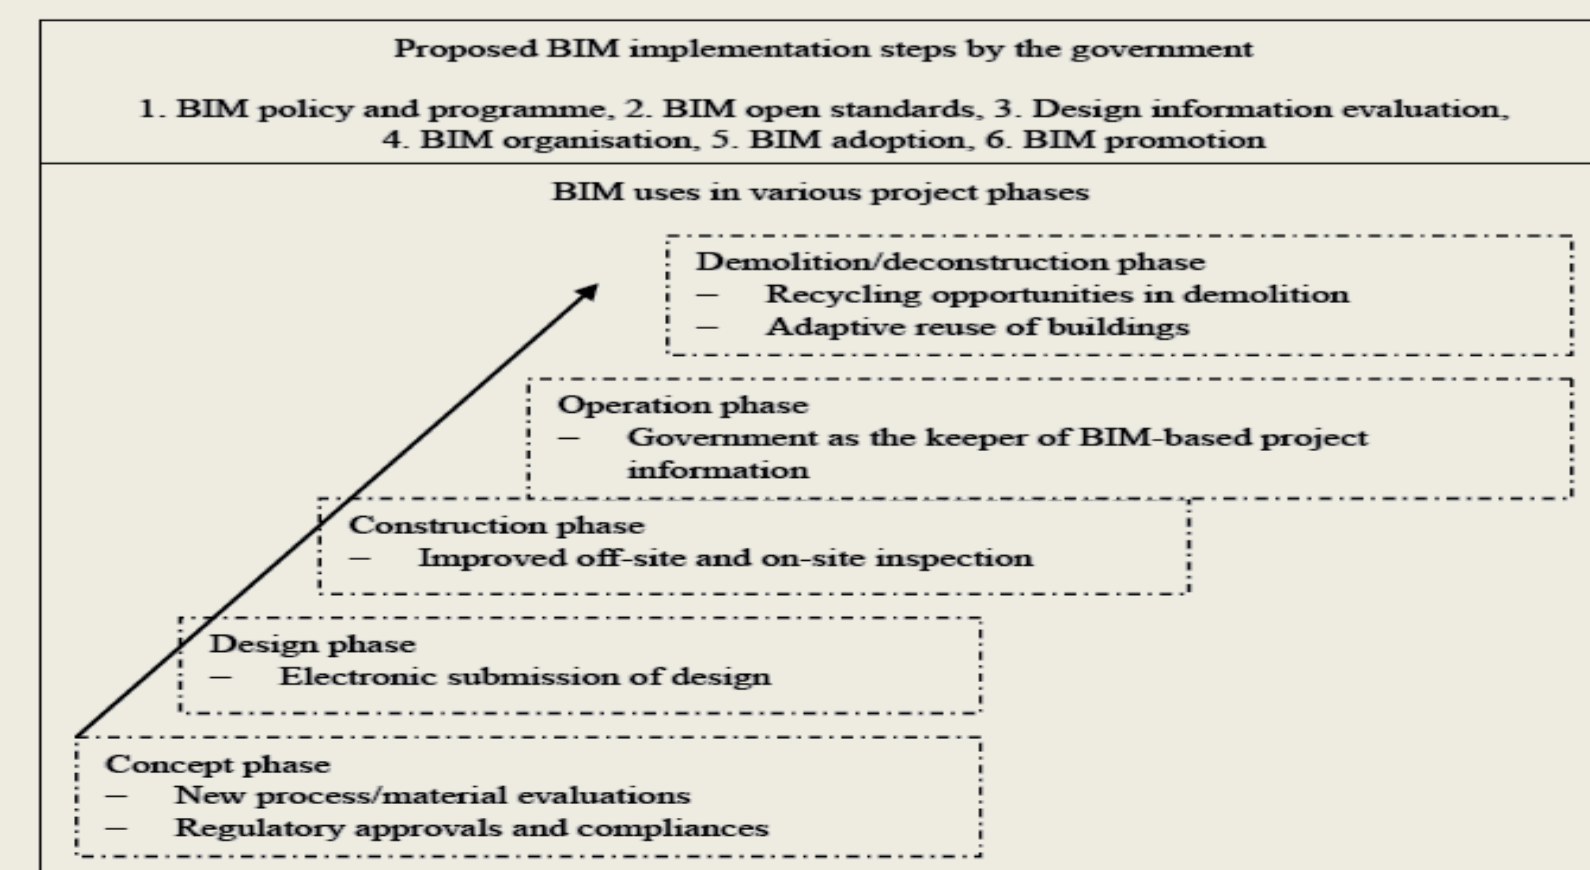 Proposed BIM implementation steps by the government
1. BIM policy and programme, 2. BIM open standards, 3. Design information evaluation,
4. BIM organisation, 5. BIM adoption, 6. BIM promotion
BIM uses in various project phases
Demolition/deconstruction phase
– Recycling opportunities in demolition
– Adaptive reuse of buildings
Operation phase
– Government as the keeper of BIM-based project
information
Construction phase
– Improved off-site and on-site inspection
Design phase
– Electronic submission of design
Concept phase
– New process/material evaluations
– Regulatory approvals and compliances